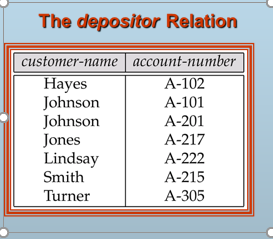 The depositor Relation
customer-name account-number
Hayes A-102
Johnson A-101
Johnson A-201
Jones A-217
Lindsay A-222
Smith A-215
Turner A-305